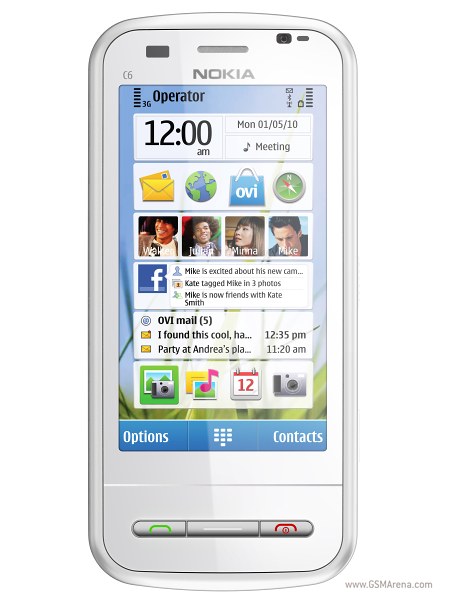 C6
NOKIA
3G Operator
12:00 am
Mon 01/05/10
Meeting
ovi
Minna
Mike
Mike is excited about his new cam...
Kate tagged Mike in 3 photos
Mike is now friends with Kate
Smith
OVI mail (5)
I found this cool, ha... 12:35 pm
Party at Andrea's pla... 11:20 am
12
Options
Contacts
www.GSMArena.com